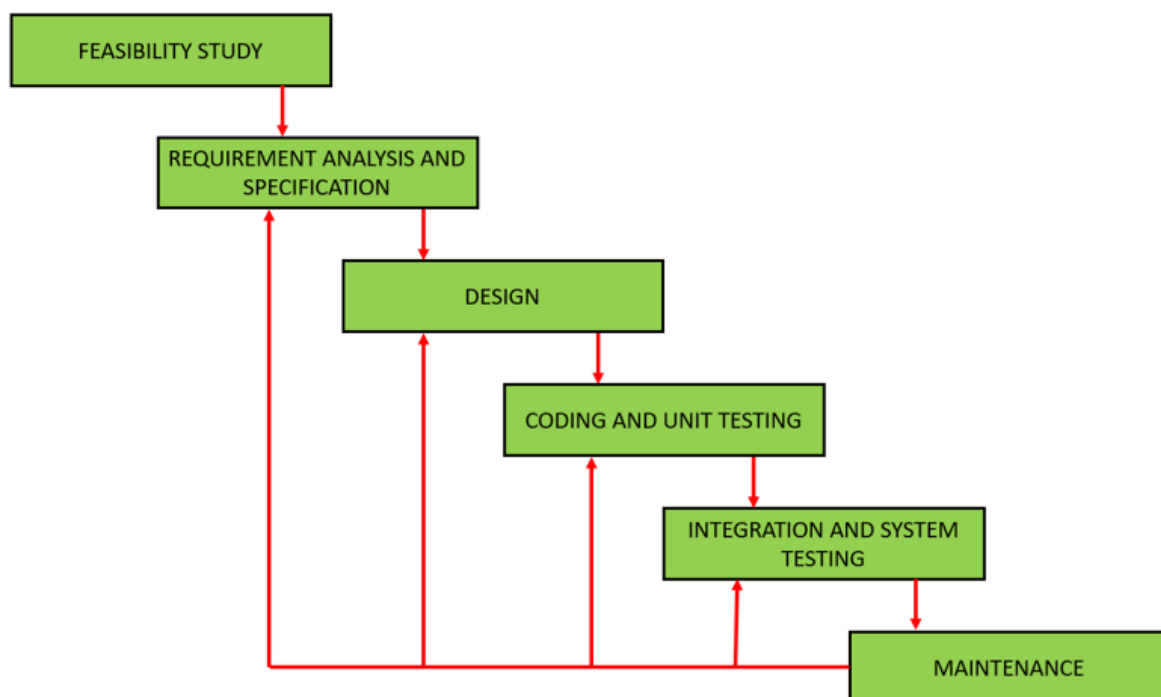 FEASIBILITY STUDY
REQUIREMENT ANALYSIS AND
SPECIFICATION
DESIGN
CODING AND UNIT TESTING
INTEGRATION AND SYSTEM
TESTING
MAINTENANCE